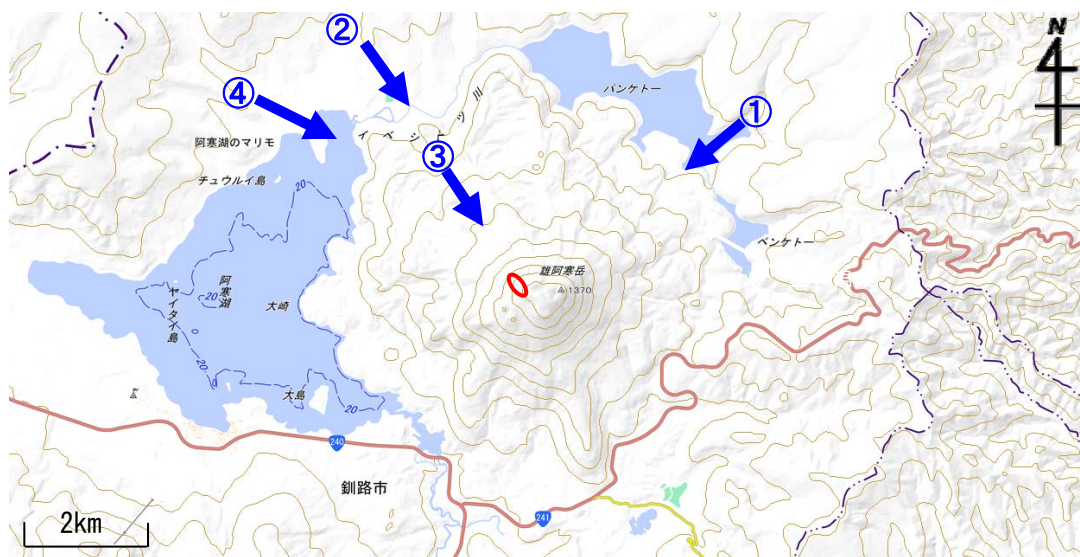 ②
N
4
④
パンケトー
①
イベシベツ川
阿寒湖のマリモ
③
チュウルイ島
20
ペンケトー
雄阿寒岳
1370
阿寒湖
20
ヤイタイ島
大崎
20
大島
20
240
釧路市
2km
241